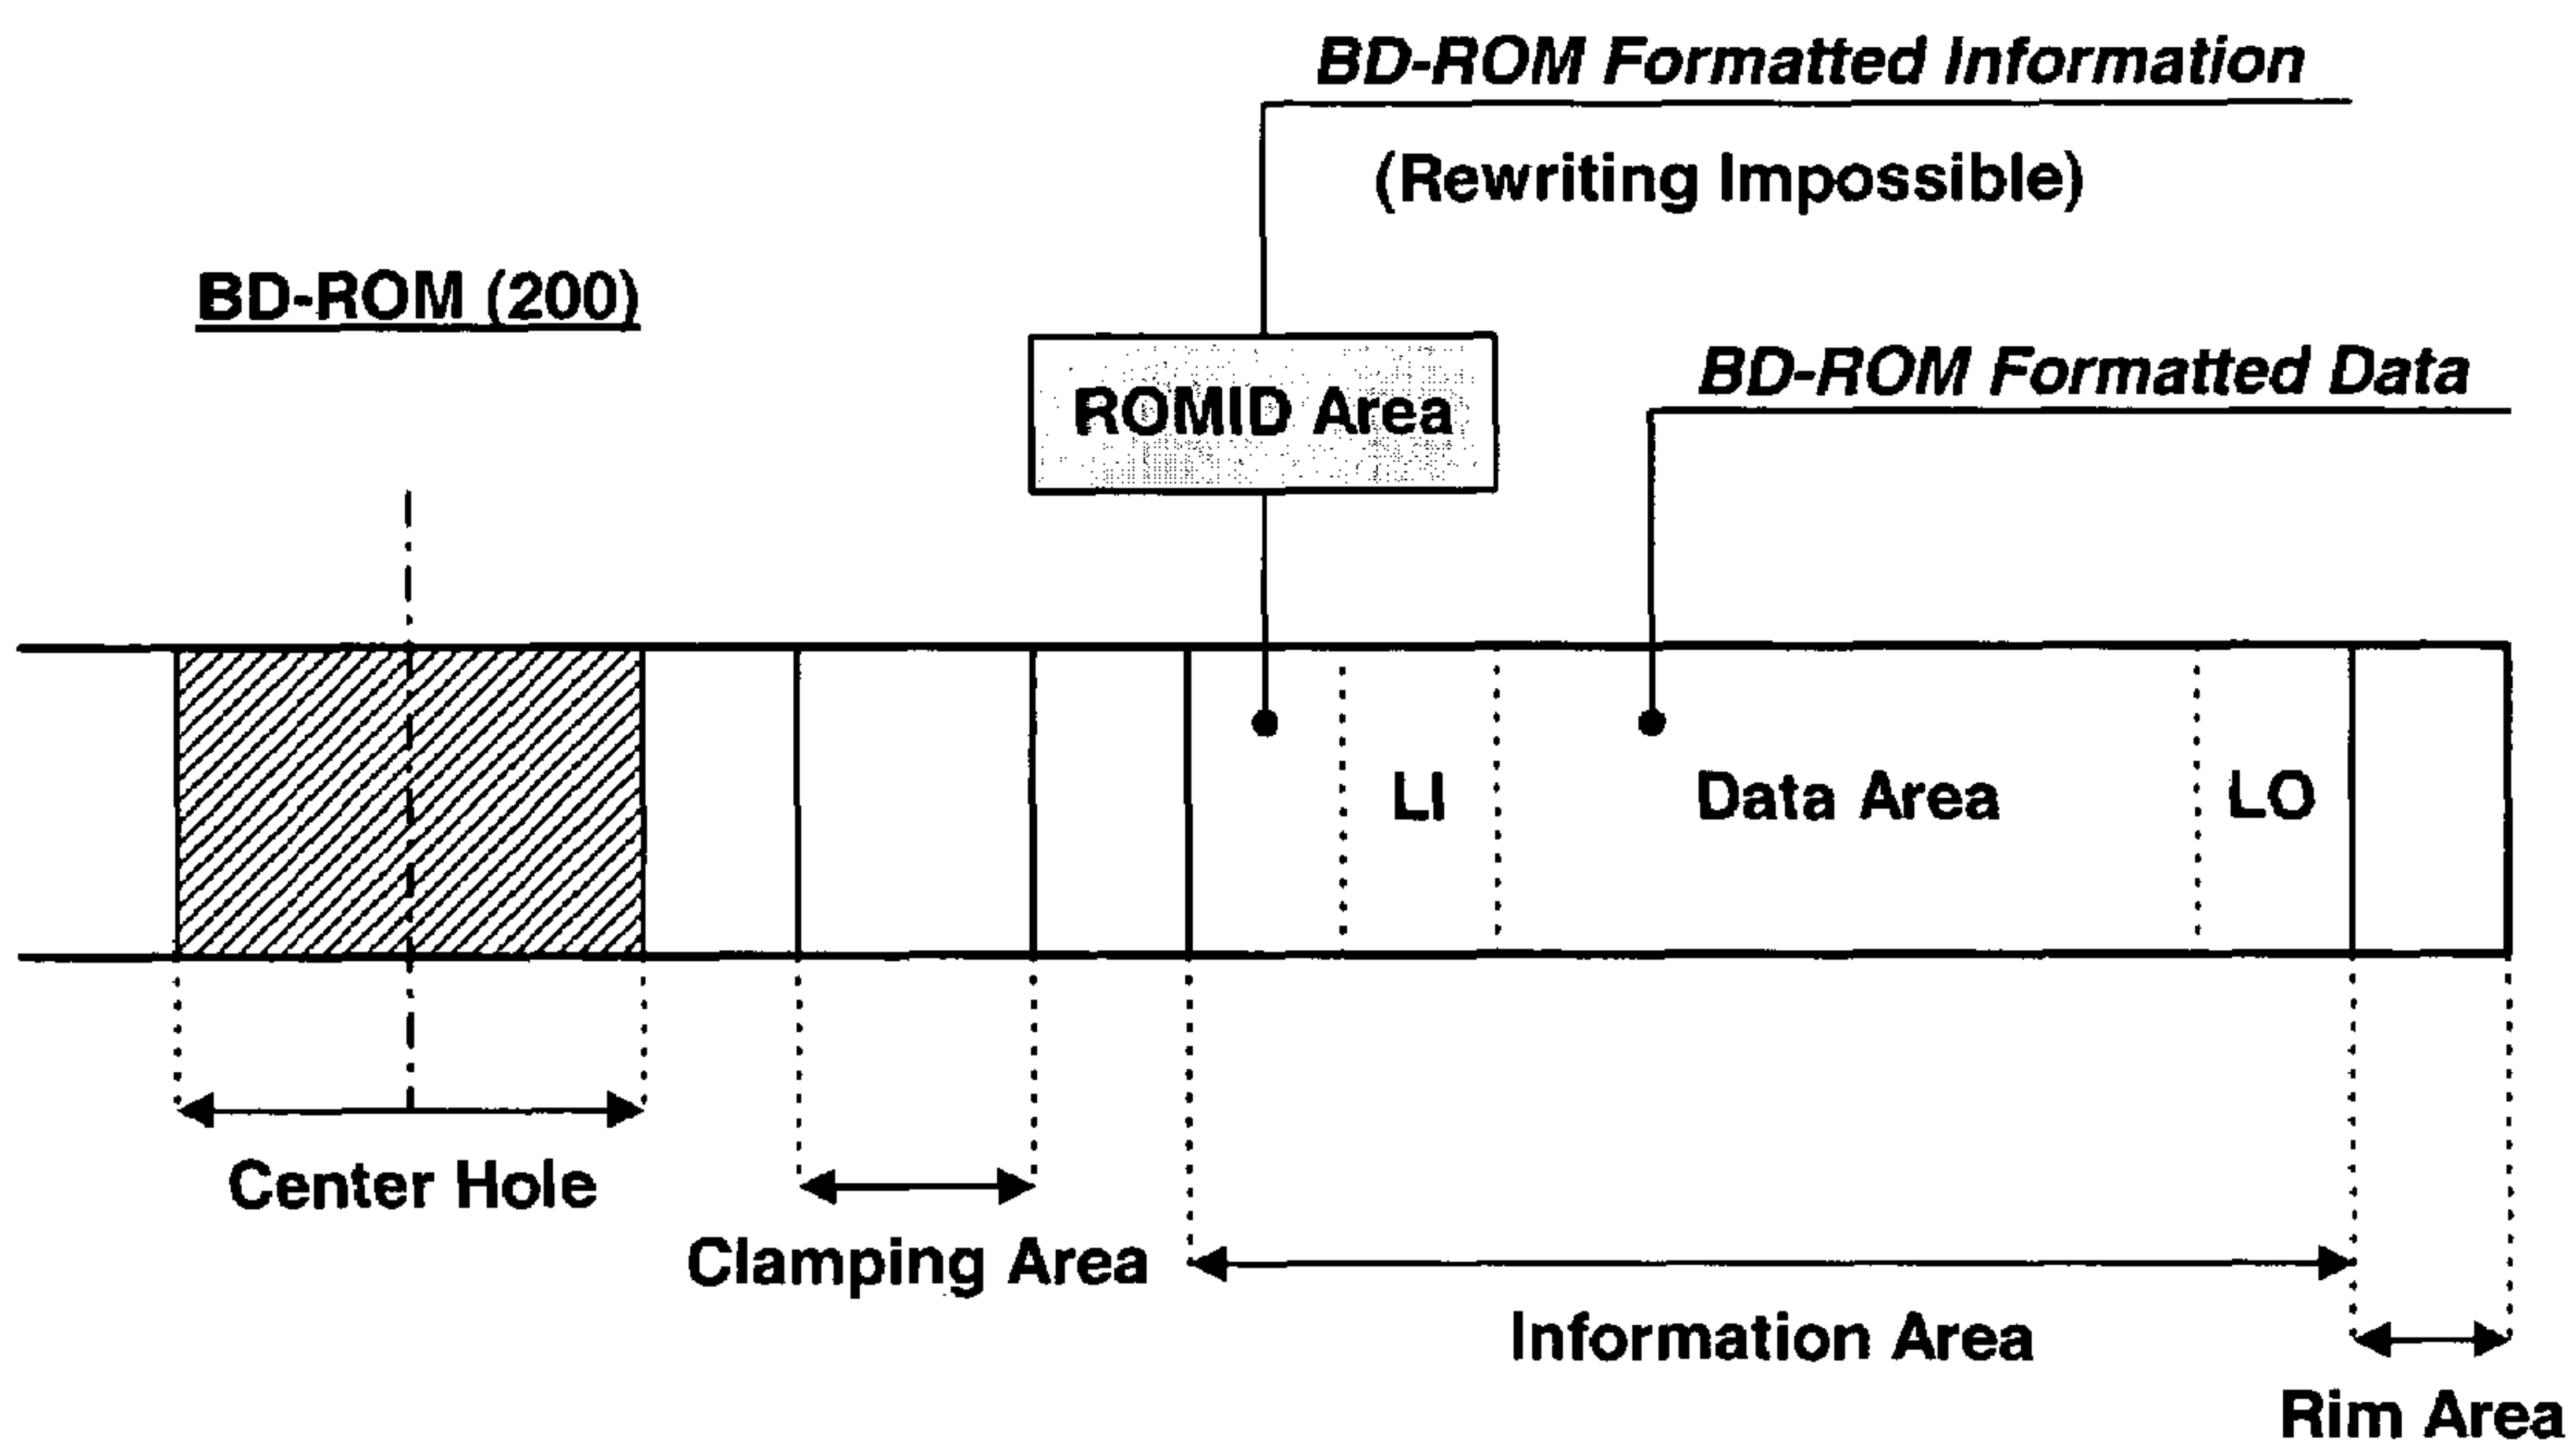 BD-ROM Formatted Information
(Rewriting Impossible)
BD-ROM (200)
BD-ROM Formatted Data
ROMID Area
LI
Data Area
LO
Center Hole
Clamping Area
Information Area
Rim Area